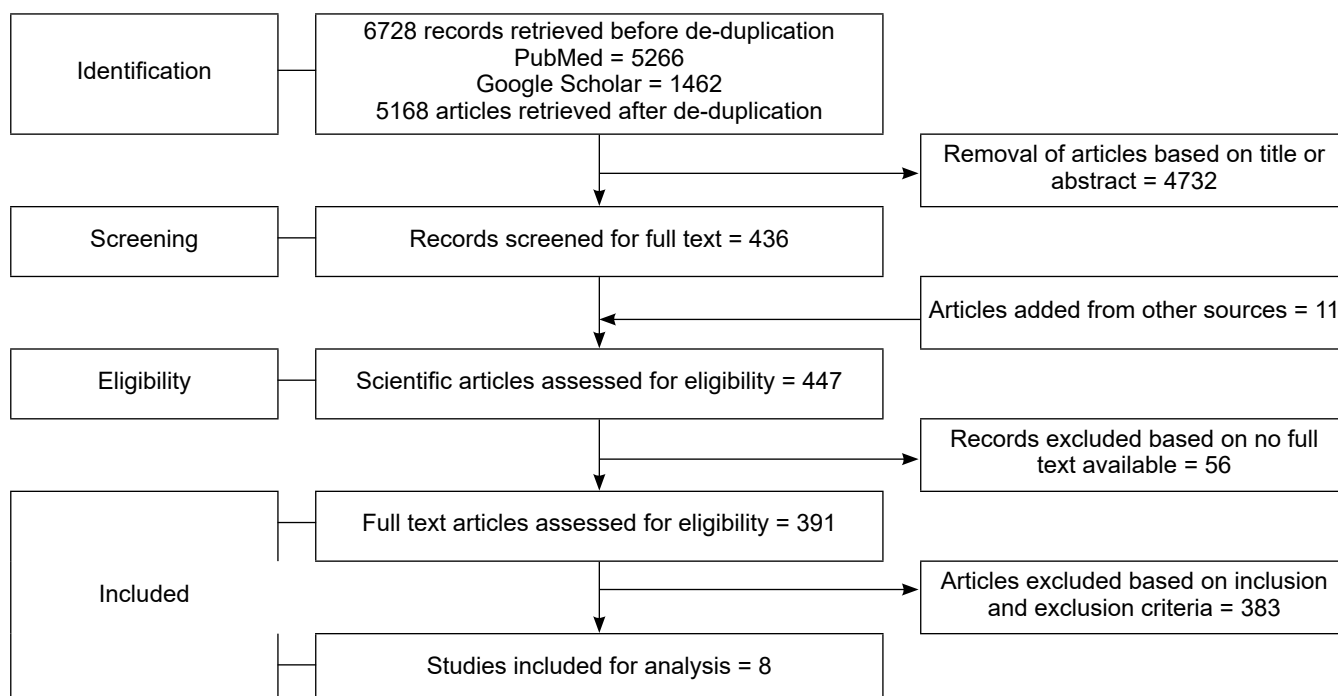 Identification
6728 records retrieved before de-duplication
PubMed = 5266
Google Scholar = 1462
5168 articles retrieved after de-duplication
Removal of articles based on title or
abstract = 4732
Screening
Records screened for full text = 436
Articles added from other sources = 11
Eligibility
Scientific articles assessed for eligibility = 447
Records excluded based on no full
text available = 56
Full text articles assessed for eligibility = 391
Included
Articles excluded based on inclusion
and exclusion criteria = 383
Studies included for analysis = 8